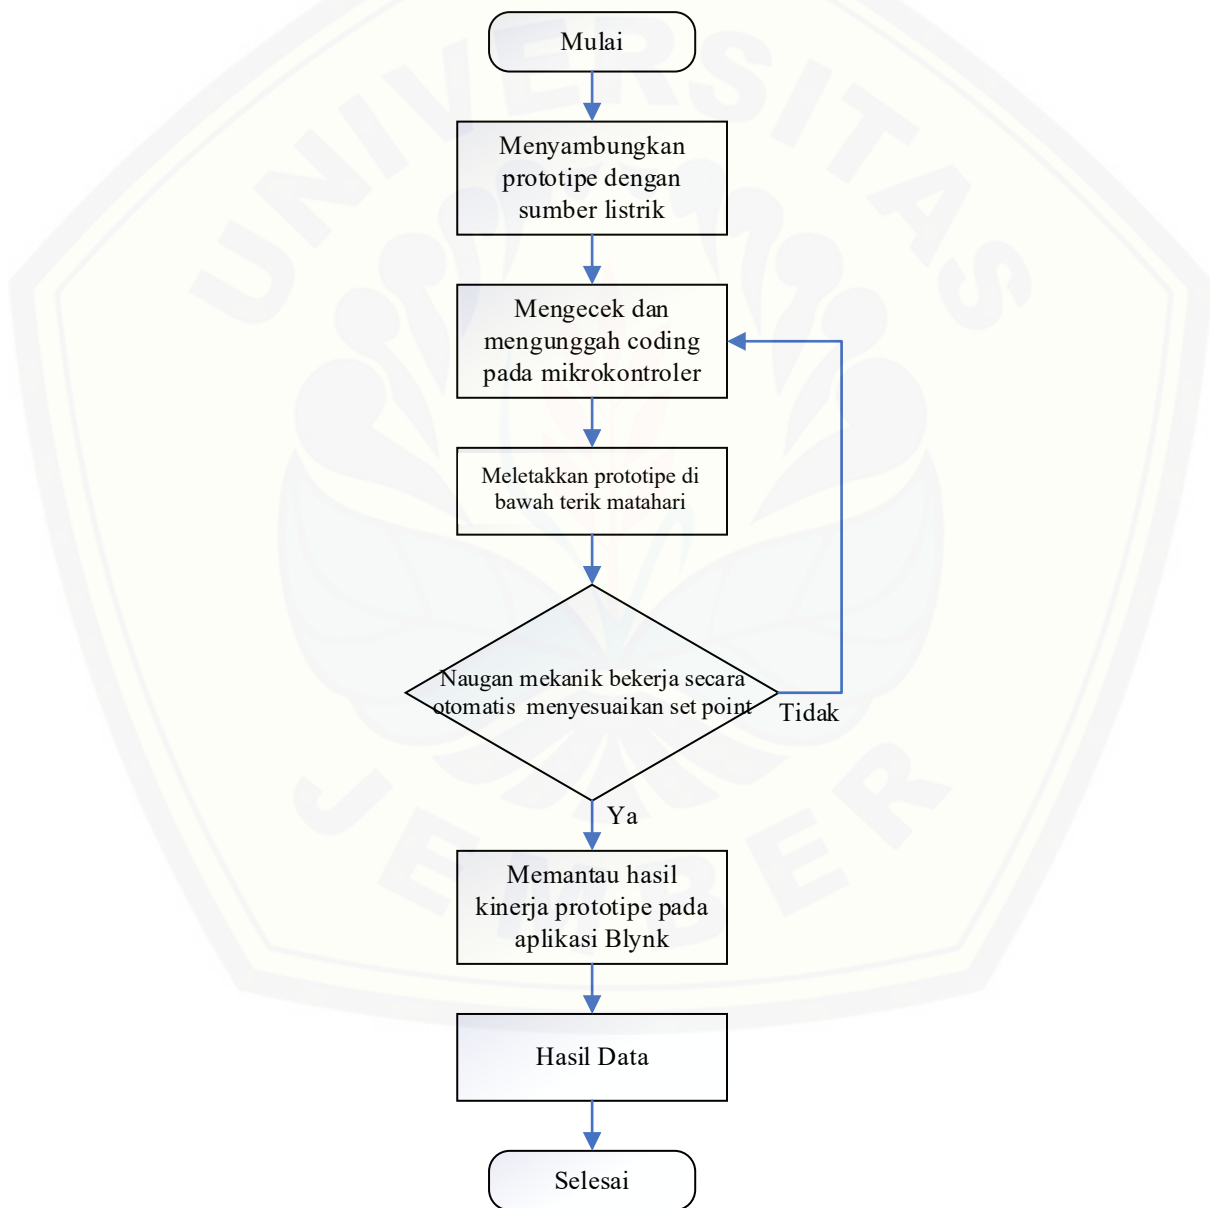 UNIVERSITAS
Mulai
Menyambungkan
prototipe dengan
sumber listrik
Mengecek dan
mengunggah coding
pada mikrokontroler
Meletakkan prototipe di
bawah terik matahari
Naugan mekanik bekerja secara
otomatis menyesuaikan set point
Tidak
Ya
Memantau hasil
kinerja prototipe pada
aplikasi Blynk
Hasil Data
Selesai
JEMBER